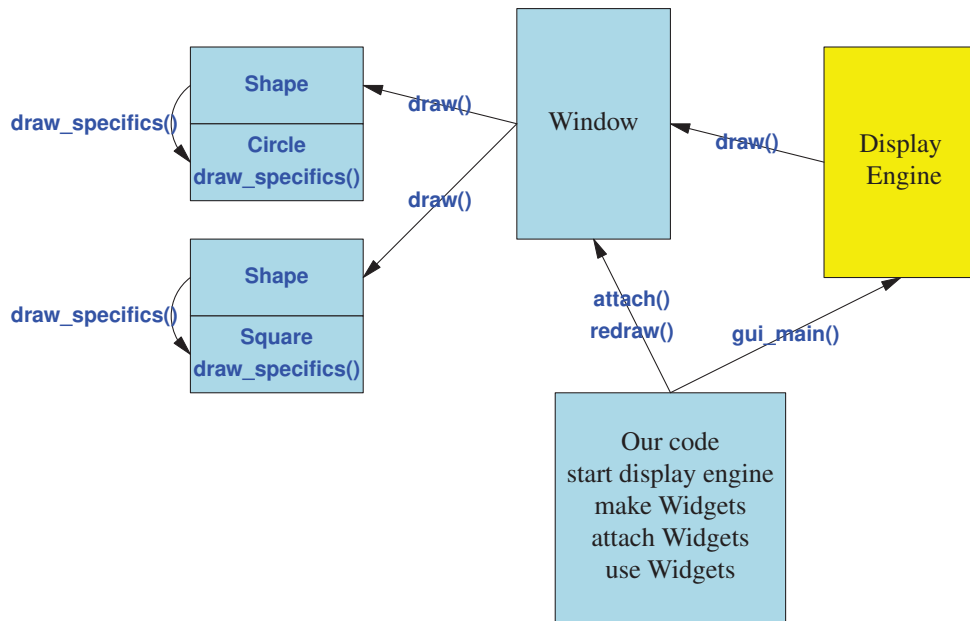 Shape
draw_specifics()
Circle
draw_specifics()
draw()
Window
draw()
Display
Engine
draw()
Shape
draw_specifics()
Square
draw_specifics()
attach()
redraw()
gui_main()
Our code
start display engine
make Widgets
attach Widgets
use Widgets